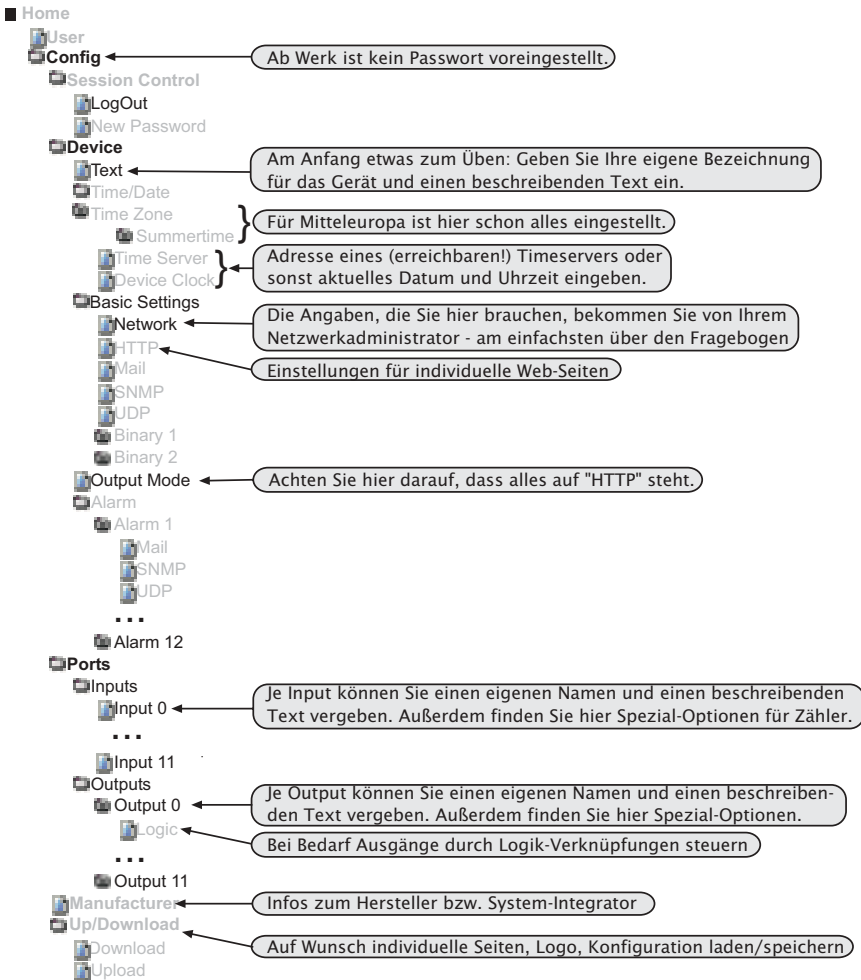 Home
User
Config
Ab Werk ist kein Passwort voreingestellt.
Session Control
LogOut
New Password
Device
Text
Am Anfang etwas zum Üben: Geben Sie Ihre eigene Bezeichnung
für das Gerät und einen beschreibenden Text ein.
Time/Date
Time Zone
Summertime
}
Für Mitteleuropa ist hier schon alles eingestellt.
Time Server
Device Clock
}
Adresse eines (erreichbaren!) Timeservers oder
sonst aktuelles Datum und Uhrzeit eingeben.
Basic Settings
Network
Die Angaben, die Sie hier brauchen, bekommen Sie von Ihrem
Netzwerkadministrator - am einfachsten über den Fragebogen
HTTP
Einstellungen für individuelle Web-Seiten
Mail
SNMP
UDP
Binary 1
Binary 2
Output Mode
Achten Sie hier darauf, dass alles auf "HTTP" steht.
Alarm
Alarm 1
Mail
SNMP
UDP
...
Alarm 12
Ports
Inputs
Input 0
Je Input können Sie einen eigenen Namen und einen beschreibenden
Text vergeben. Außerdem finden Sie hier Spezial-Optionen für Zähler.
...
Input 11
Outputs
Output 0
Je Output können Sie einen eigenen Namen und einen beschreiben-
den Text vergeben. Außerdem finden Sie hier Spezial-Optionen.
Logic
Bei Bedarf Ausgänge durch Logik-Verknüpfungen steuern
...
Output 11
Manufacturer
Infos zum Hersteller bzw. System-Integrator
Up/Download
Download
Auf Wunsch individuelle Seiten, Logo, Konfiguration laden/speichern
Upload